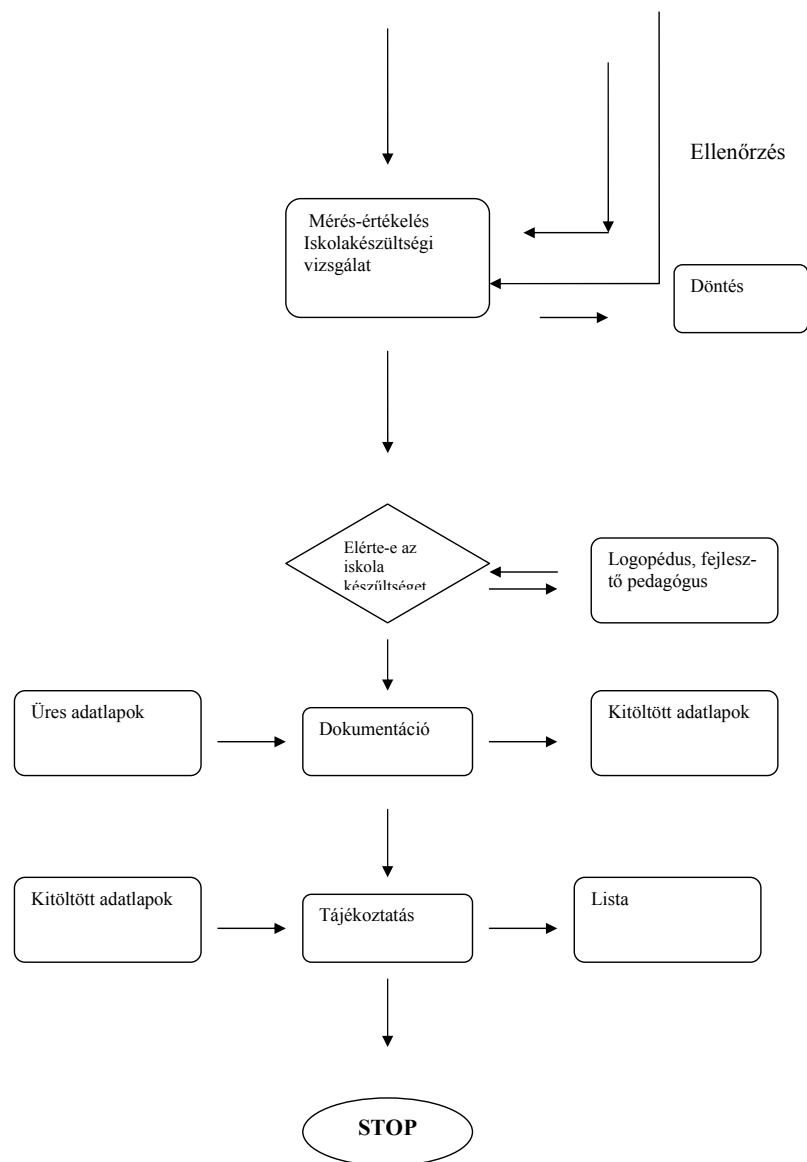 Ellenőrzés
Mérés-értékelés
Iskolakészültségi
vizsgálat
Döntés
Elérte-e az
iskola
készűltséget
Logopédus, fejlesz-
tő pedagógus
Üres adatlapok
Dokumentáció
Kitöltött adatlapok
Kitöltött adatlapok
Tájékoztatás
Lista
STOP